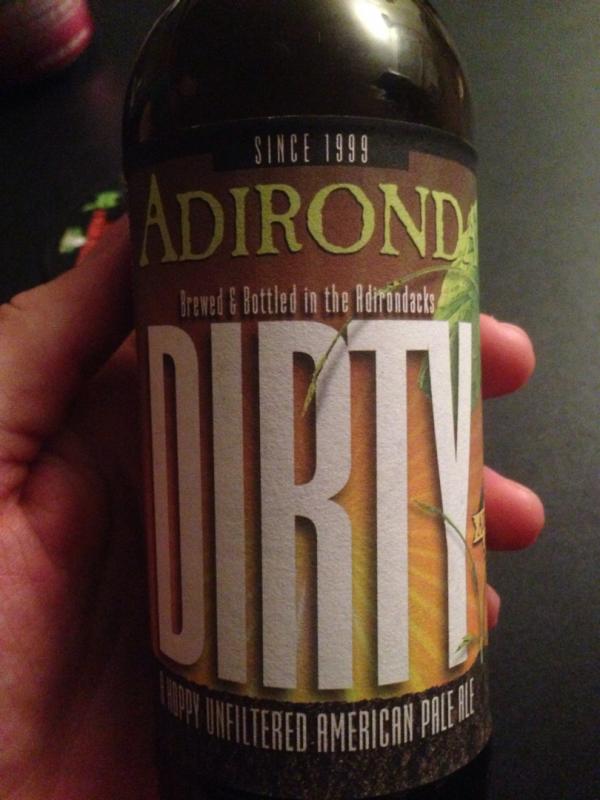 SINCE 1999
ADIROND
Brewed & Bottled in the Adirondacks
DIRTY
A HOPPY UNFILTERED AMERICAN PALE ALE